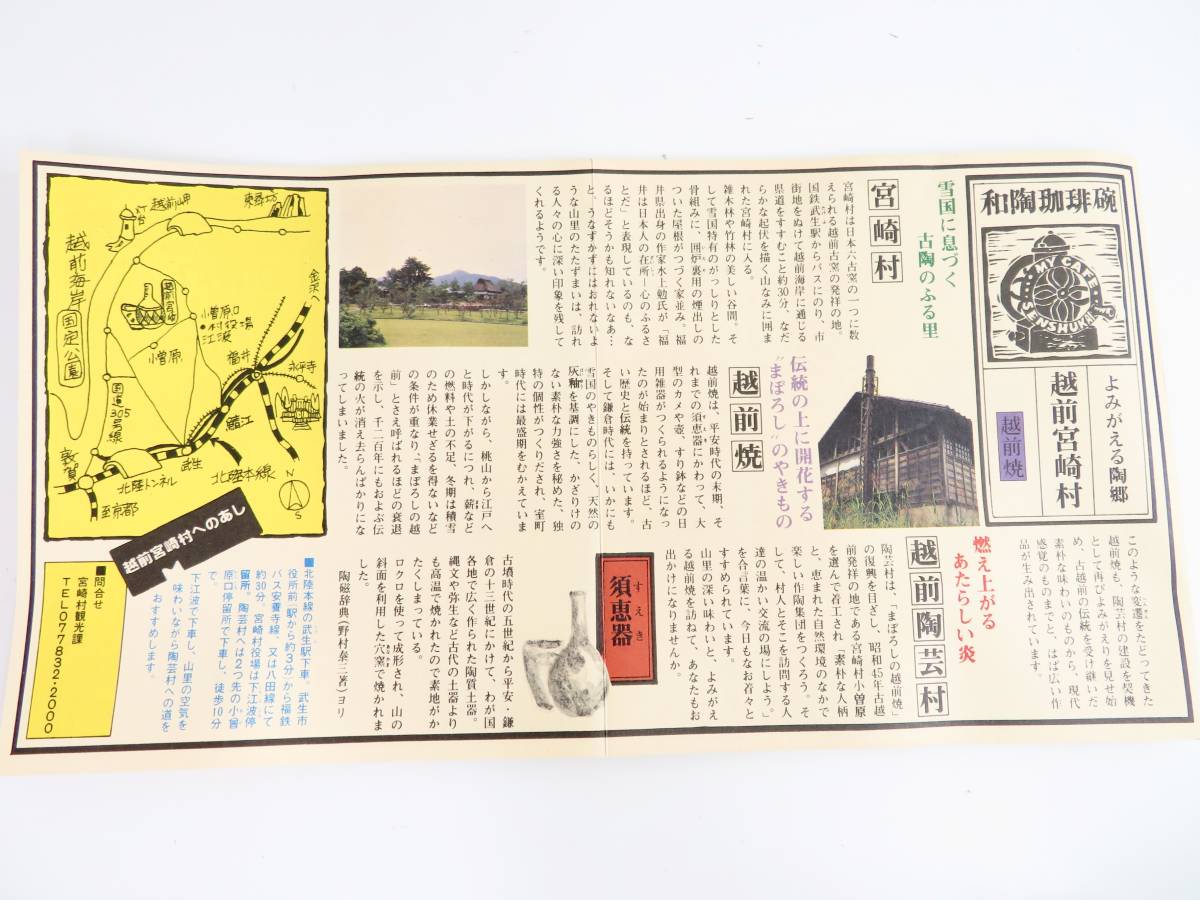 和陶珈琲碗
MY CAFE
SENSHUKAI
よみがえる陶郷
越前宮崎村
越前焼
雪国に息づく
古陶のふる里
宮崎村
宮崎村は日本六古窯の一つに数
えられる越前古窯の発祥の地。
国鉄武生駅からバスにのり、市
街地をぬけて越前海岸に通じる
県道をすすむこと約30分、なだ
らかな起伏を描く山なみに囲ま
れた宮崎村に入る。
雑木林や竹林の美しい谷間。そ
して雪国特有のがっしりとした
骨組みに、囲炉裏用の煙出しの
ついた屋根がつづく家並み。福
井県出身の作家水上勉氏が「福
井は日本人の在所―心のふるさ
とだ」と表現しているのも、な
るほどそうかも知れないなあ…
と、うなずかずはおれないよ
うな山里のたたずまいは、訪れ
る人々の心に深い印象を残して
くれるようです。
伝統の上に開花する
“まぼろし”のやきもの
越前焼
越前焼は、平安時代の末期、そ
れまでの須恵器にかわって、大
型のカメや壺、すり鉢などの日
用雑器がつくられるようになっ
たのが始まりとされるほど、古
い歴史と伝統を持っています。
そして鎌倉時代には、いかにも
雪国のやきものらしく、天然の
灰釉を基調にした、かざりけの
ない素朴な力強さを秘めた、独
特の個性がつくりだされ、室町
時代には最盛期をむかえていま
す。
しかしながら、桃山から江戸へ
と時代が下がるにつれ、薪など
の燃料や土の不足、冬期は積雪
のため休業せざるを得ないなど
の条件が重なり、「まぼろしの越
前」とさえ呼ばれるほどの衰退
を示し、千二百年にもおよぶ伝
統の火が消え去らんばかりにな
ってしまいました。
燃え上がる
あたらしい炎
越前陶芸村
このような変遷をたどってきた
越前焼も、陶芸村の建設を契機
として再びよみがえりを見せ始
め、古越前の伝統を受け継いだ
素朴な味わいのものから、現代
感覚のものまでと、はば広い作
品が生み出されています。
陶芸村は、「まぼろしの越前焼」
の復興を目ざし、昭和45年古越
前発祥の地である宮崎村小曽原
を選んで着工され「素朴な人柄
と、恵まれた自然環境のなかで
楽しい作陶集団をつくろう。そ
して、村人とそこを訪問する人
達の温かい交流の場にしよう。」
を合言葉に、今日もなお着々と
すすめられています。
山里の深い味わいと、よみがえ
る越前焼を訪ねて、あなたもお
出かけになりませんか。
須恵器
すえき
古墳時代の五世紀から平安・鎌
倉の十三世紀にかけて、わが国
各地で広く作られた陶質土器。
縄文や弥生など古代の土器より
も高温で焼かれたので素地がか
たくしまっている。
ロクロを使って成形され、山の
斜面を利用した穴窯で焼かれま
した。
陶磁辞典(野村泰三著)ヨリ
灯台
越前岬
東尋坊
金沢へ
越前海岸
国定公園
越前宮崎
小曽原口
●村役場
江波
小曽原
福井
永平寺
国道
305
号線
鯖江
武生
北陸本線
敦賀
北陸トンネル
至京都
N
S
越前宮崎村へのあし
■北陸本線の武生駅下車。武生市
役所前(駅から約3分)から福鉄
バス安養寺線、又は八田線にて
約30分。宮崎村役場は下江波停
留所。陶芸村へは2つ先の小曽
原口停留所で下車し、徒歩10分
下江波で下車し、山里の空気を
味わいながら陶芸村への道を
おすすめします。
■問合せ
宮崎村観光課
TEL077832-2000